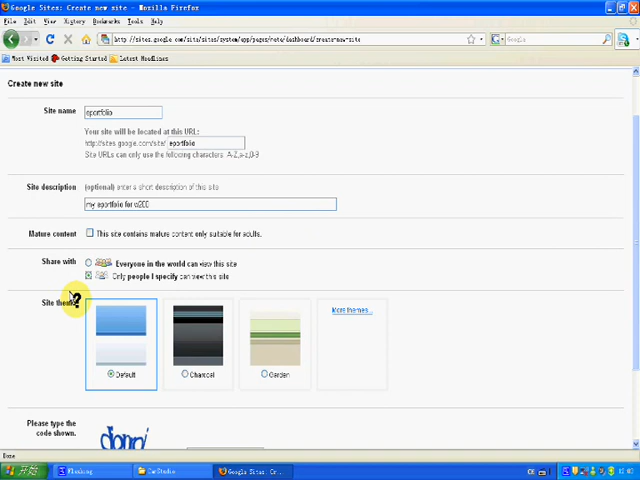 Google Sites: Create new site - Mozilla Firefox
File Edit View History Bookmarks Tools Help
http://sites.google.com/site/sites/system/app/pages/meta/dashboard/create-new-site
Google
Most Visited Getting Started Latest Headlines
Create new site
Site name eportfolio
Your site will be located at this URL:
http://sites.google.com/site/ eportfolio
Site URLs can only use the following characters: A-Z,a-z,0-9
Site description (optional) enter a short description of this site
my eportfolio for w200
Mature content This site contains mature content only suitable for adults.
Share with Everyone in the world can view this site
Only people I specify can view this site
Site theme
More themes...
Default Charcoal Garden
Please type the
code shown.
Done
开始 Flashing CamStudio Google Sites: Cre...